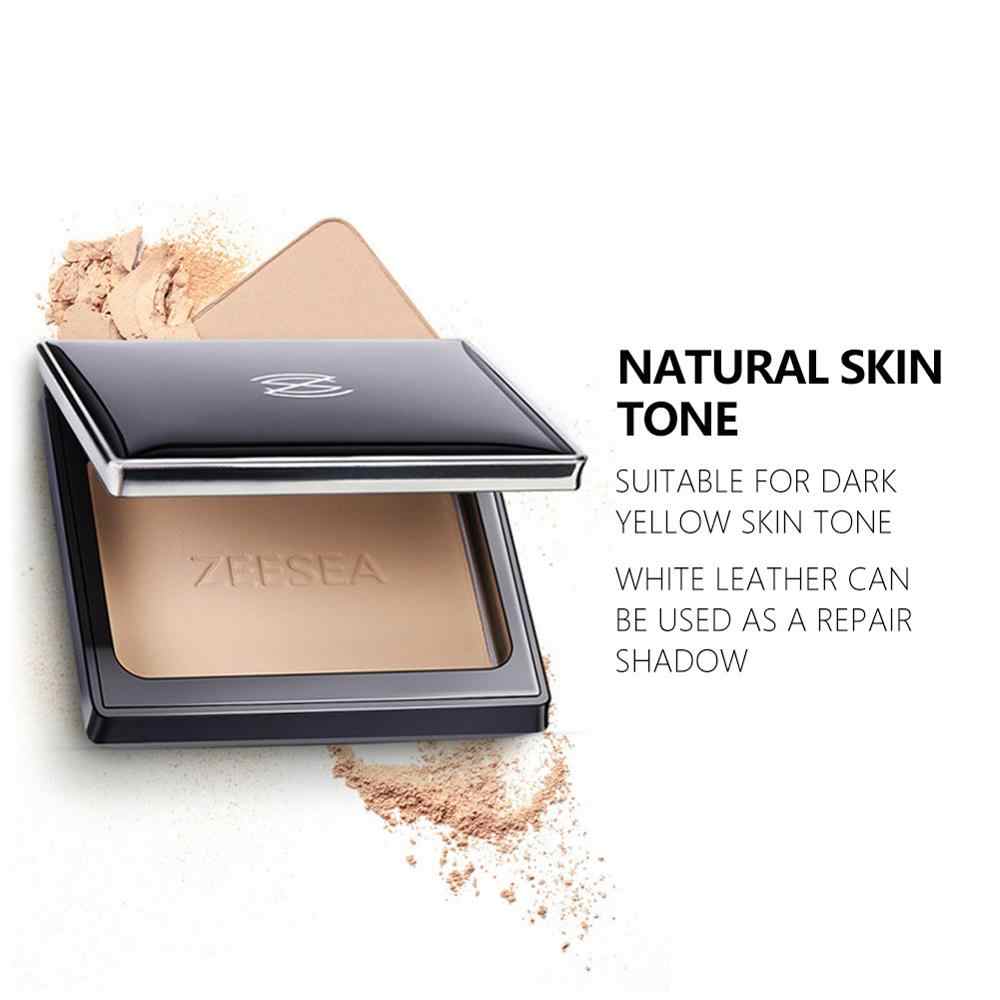 ZEESEA
NATURAL SKIN
TONE
SUITABLE FOR DARK
YELLOW SKIN TONE
WHITE LEATHER CAN
BE USED AS A REPAIR
SHADOW